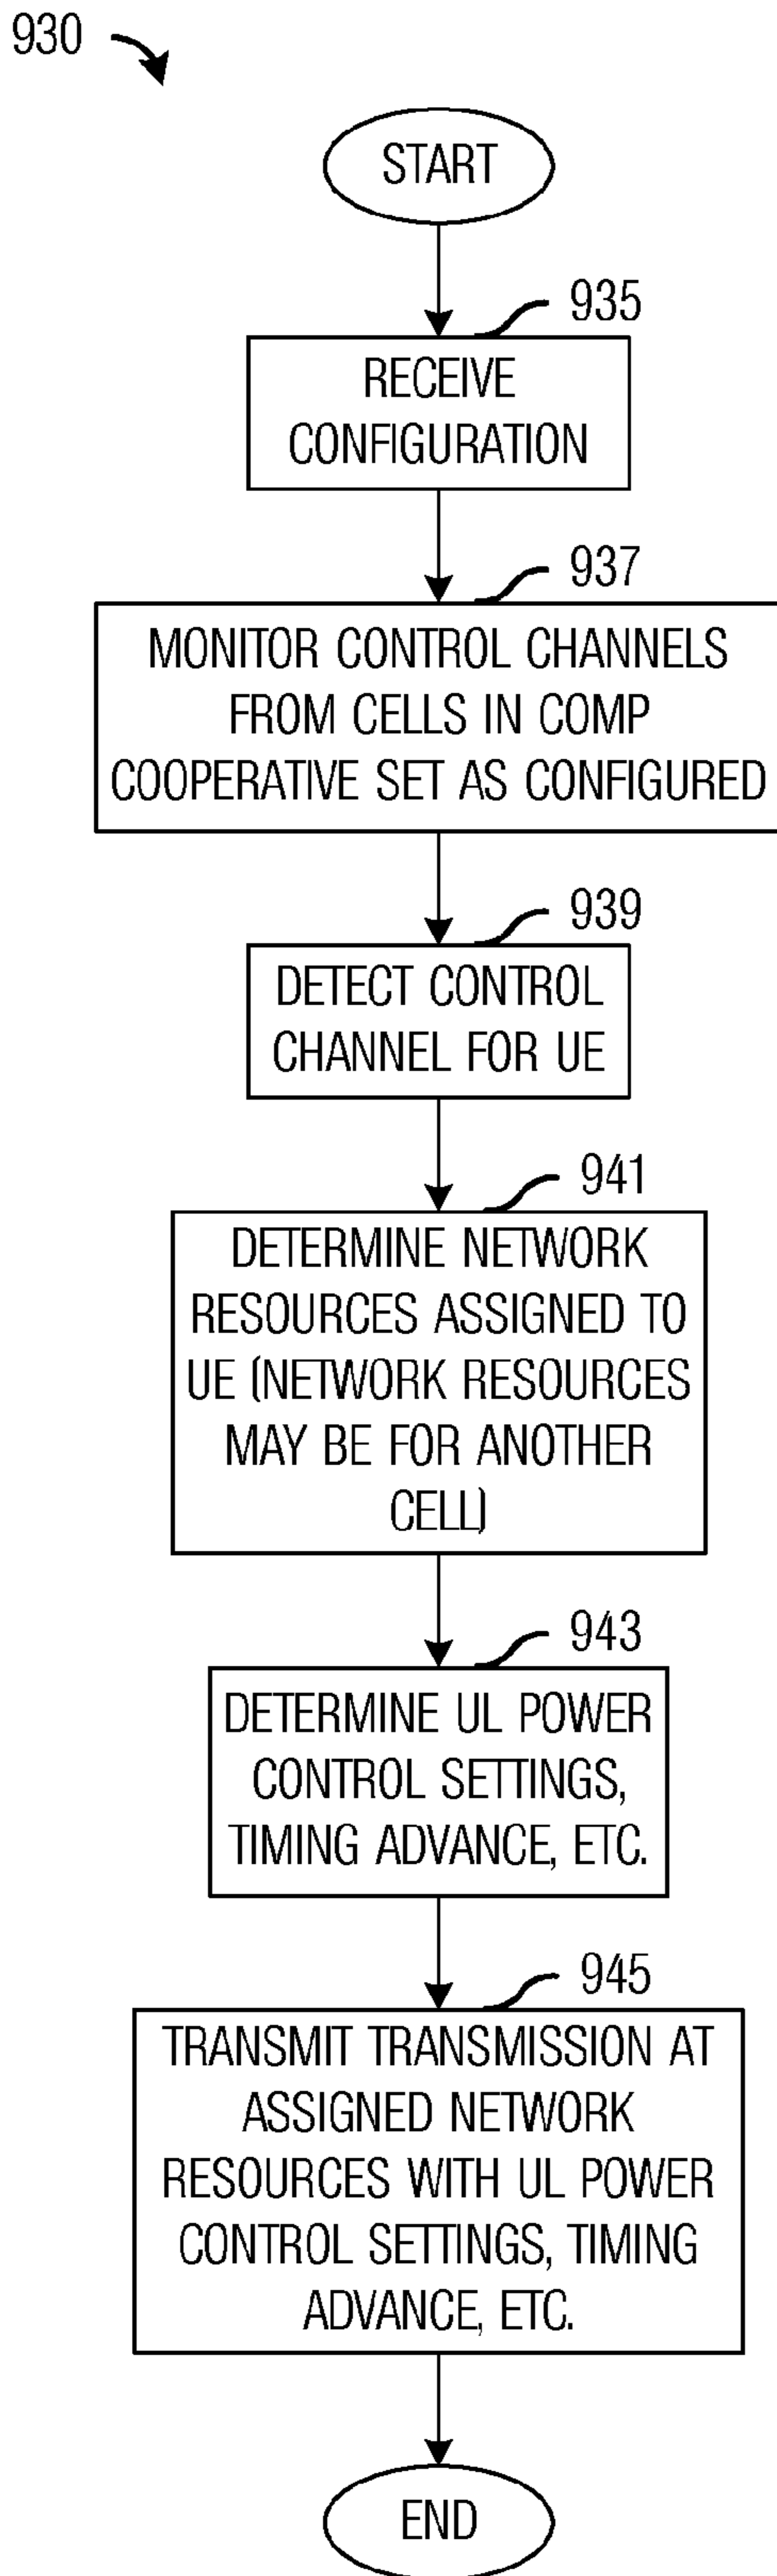 930
START
935
RECEIVE
CONFIGURATION
937
MONITOR CONTROL CHANNELS
FROM CELLS IN COMP
COOPERATIVE SET AS CONFIGURED
939
DETECT CONTROL
CHANNEL FOR UE
941
DETERMINE NETWORK
RESOURCES ASSIGNED TO
UE (NETWORK RESOURCES
MAY BE FOR ANOTHER
CELL)
943
DETERMINE UL POWER
CONTROL SETTINGS,
TIMING ADVANCE, ETC.
945
TRANSMIT TRANSMISSION AT
ASSIGNED NETWORK
RESOURCES WITH UL POWER
CONTROL SETTINGS, TIMING
ADVANCE, ETC.
END